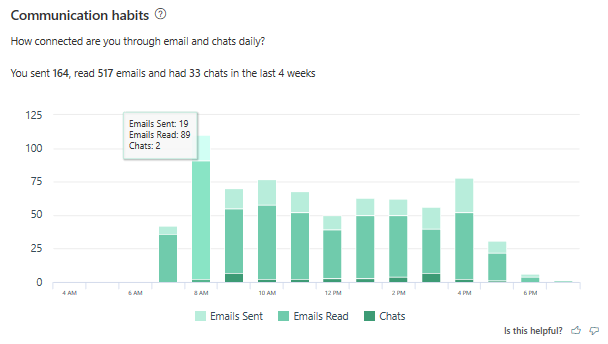 Communication habits ?
How connected are you through email and chats daily?
You sent 164, read 517 emails and had 33 chats in the last 4 weeks
125
Emails Sent: 19
Emails Read: 89
Chats: 2
100
75
50
25
0
4 AM 6 AM 8 AM 10 AM 12 PM 2 PM 4 PM 6 PM
Emails Sent Emails Read Chats
Is this helpful?